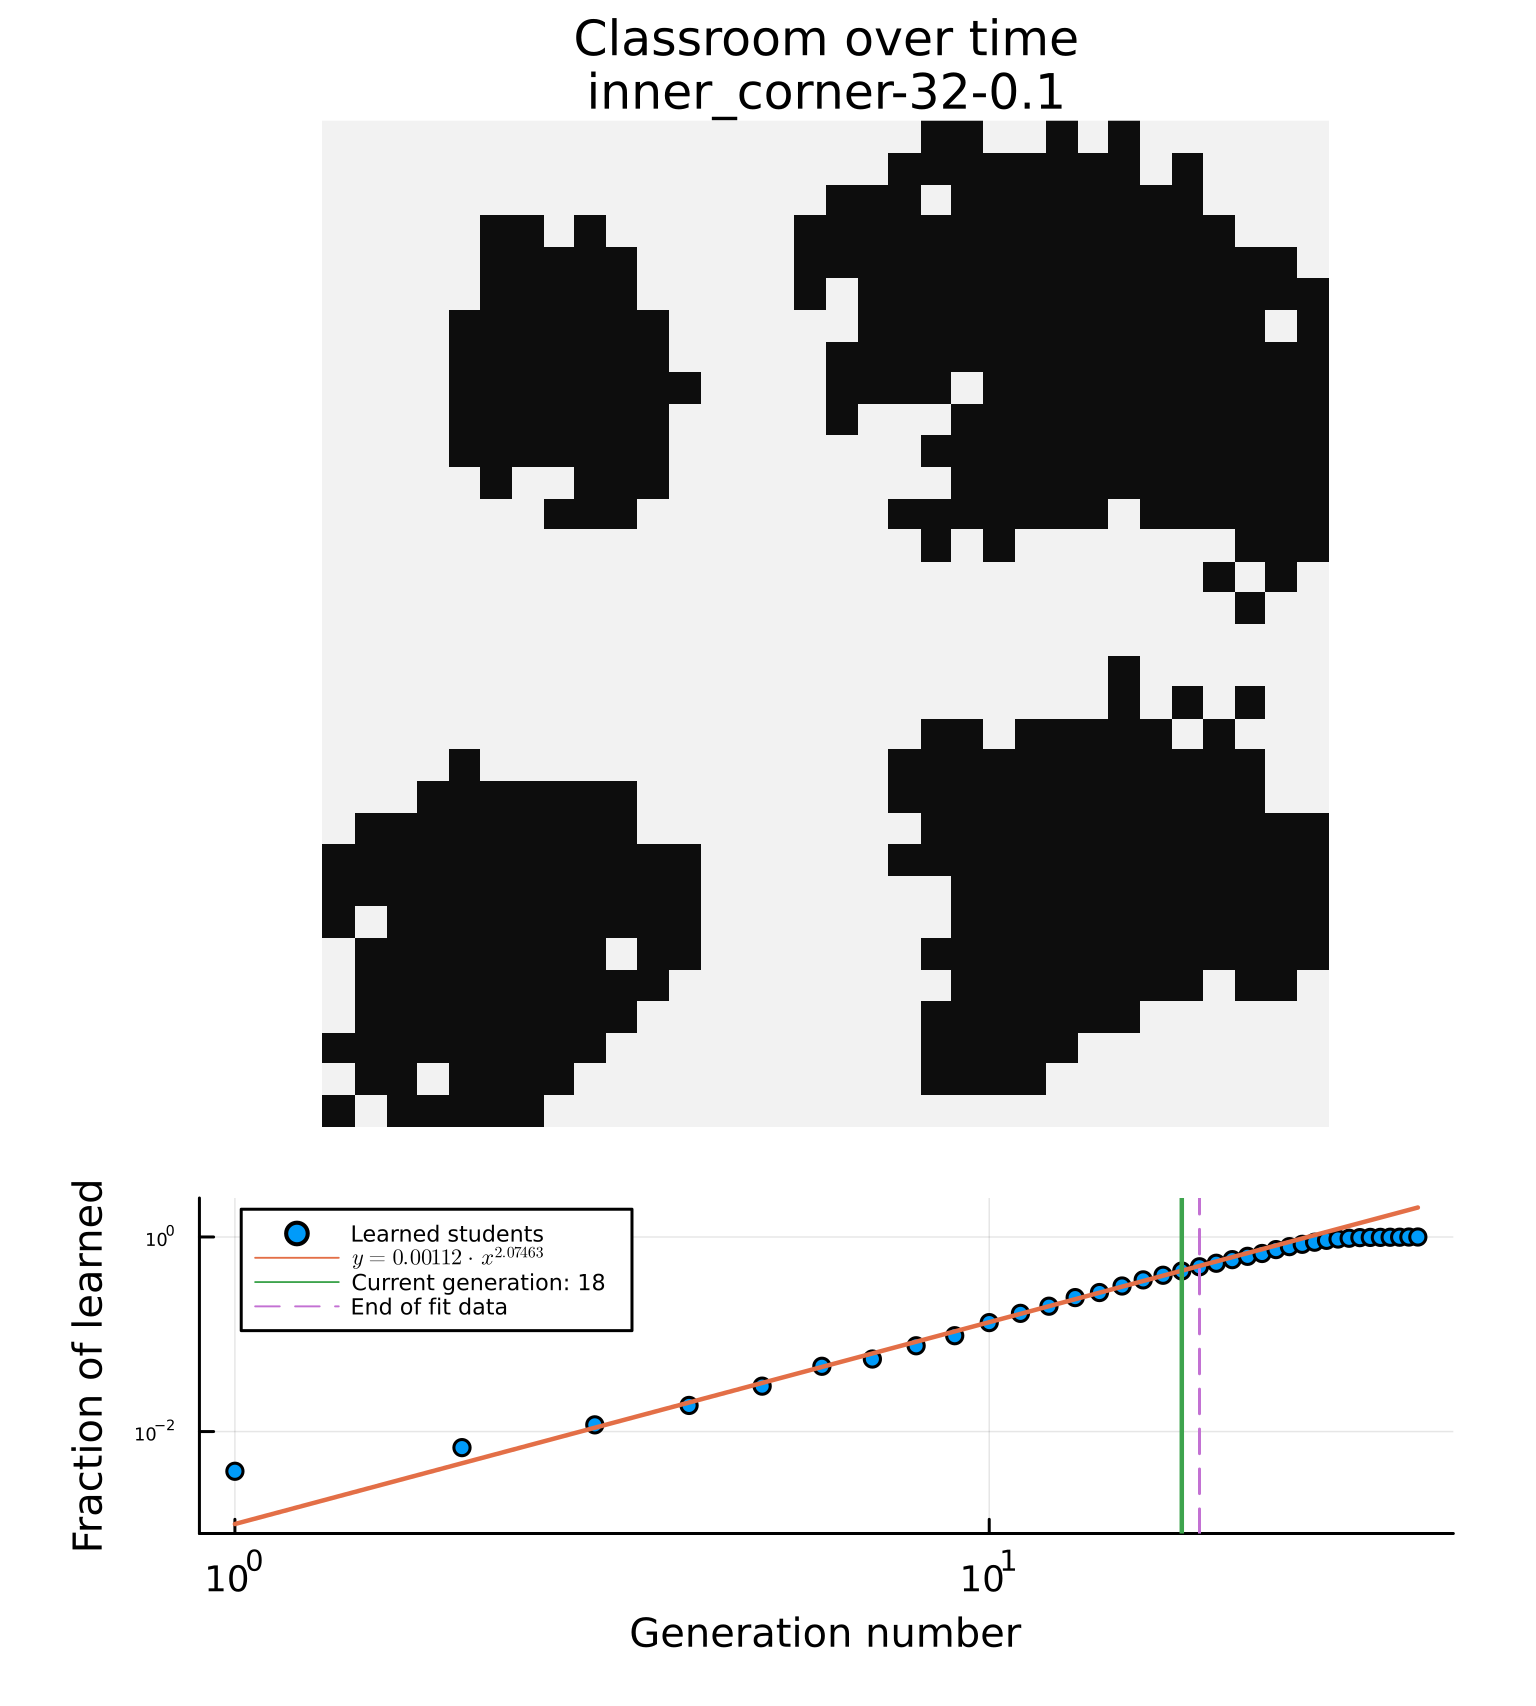 Classroom over time
inner_corner-32-0.1
Fraction of learned
10^0
10^-2
Learned students
y = 0.00112 · x^2.07463
Current generation: 18
End of fit data
10^0
10^1
Generation number